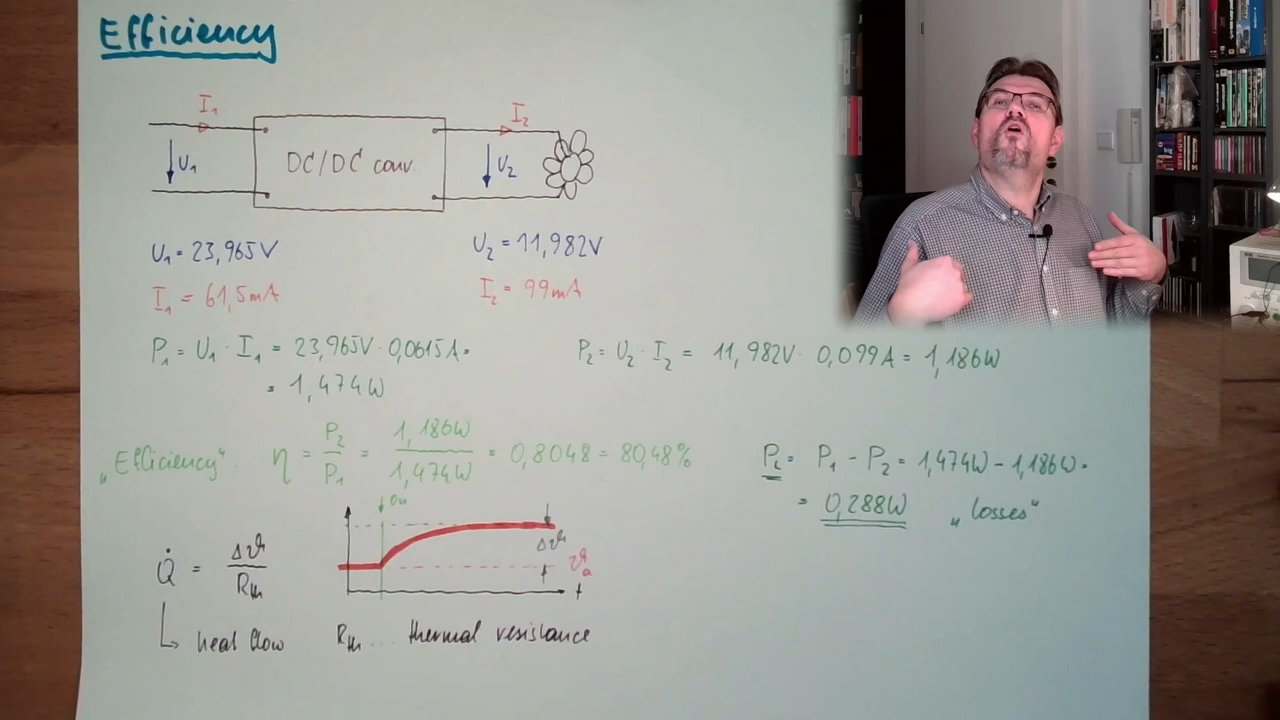 Efficiency
I₁ I₂
U₁ DC/DC conv. U₂
U₁ = 23,965V U₂ = 11,982V
I₁ = 61,5mA I₂ = 99mA
P₁ = U₁ · I₁ = 23,965V · 0,0615A = P₂ = U₂ · I₂ = 11,982V · 0,099A = 1,186W
= 1,474W
„Efficiency“ η = P₂/P₁ = 1,186W/1,474W = 0,8048 = 80,48% P_L = P₁ - P₂ = 1,474W - 1,186W =
= 0,288W „losses“
on
Q̇ = Δϑ/Rth Δϑ ϑa
t
heat flow Rth ... thermal resistance